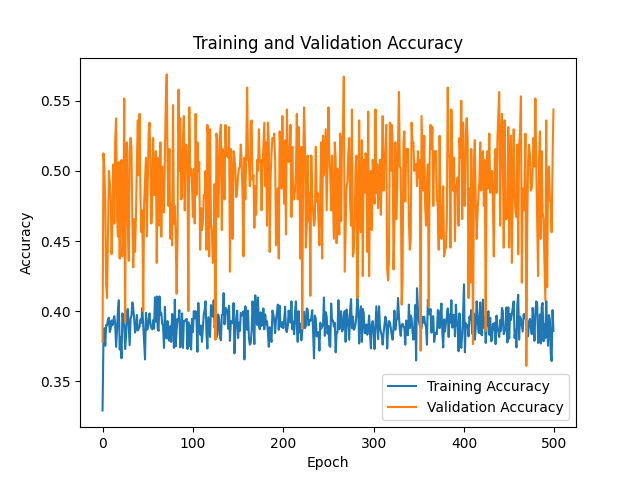 Training and Validation Accuracy
Accuracy
0.55
0.50
0.45
0.40
0.35
Training Accuracy
Validation Accuracy
0
100
200
300
400
500
Epoch